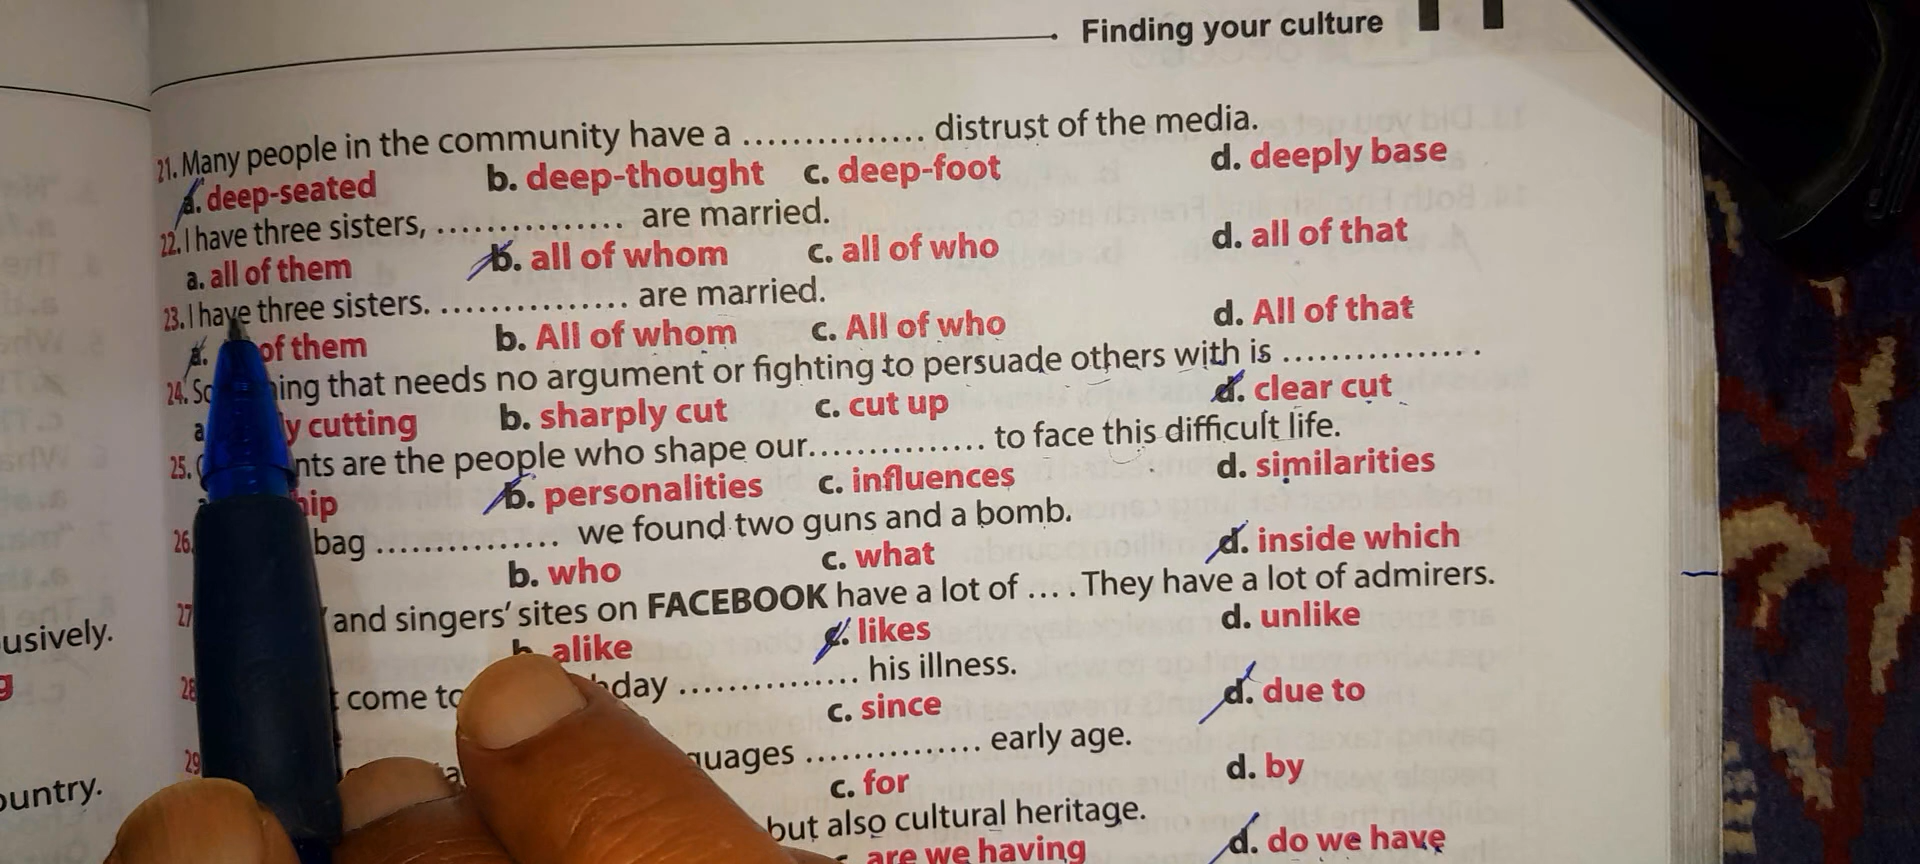 Finding your culture
21. Many people in the community have a ............... distrust of the media.
a. deep-seated b. deep-thought c. deep-foot d. deeply base
22. I have three sisters, ............... are married.
a. all of them b. all of whom c. all of who d. all of that
23. I have three sisters. ............... are married.
a. of them b. All of whom c. All of who d. All of that
24. that needs no argument or fighting to persuade others with is ................
cutting b. sharply cut c. cut up d. clear cut
25. are the people who shape our............... to face this difficult life.
b. personalities c. influences d. similarities
26. bag ............... we found two guns and a bomb.
b. who c. what d. inside which
27 and singers' sites on FACEBOOK have a lot of .... They have a lot of admirers.
b. alike c. likes d. unlike
usively.
28 come to ............... his illness.
c. since d. due to
29 ............... early age.
ountry.
c. for d. by
but also cultural heritage.
are we having d. do we have